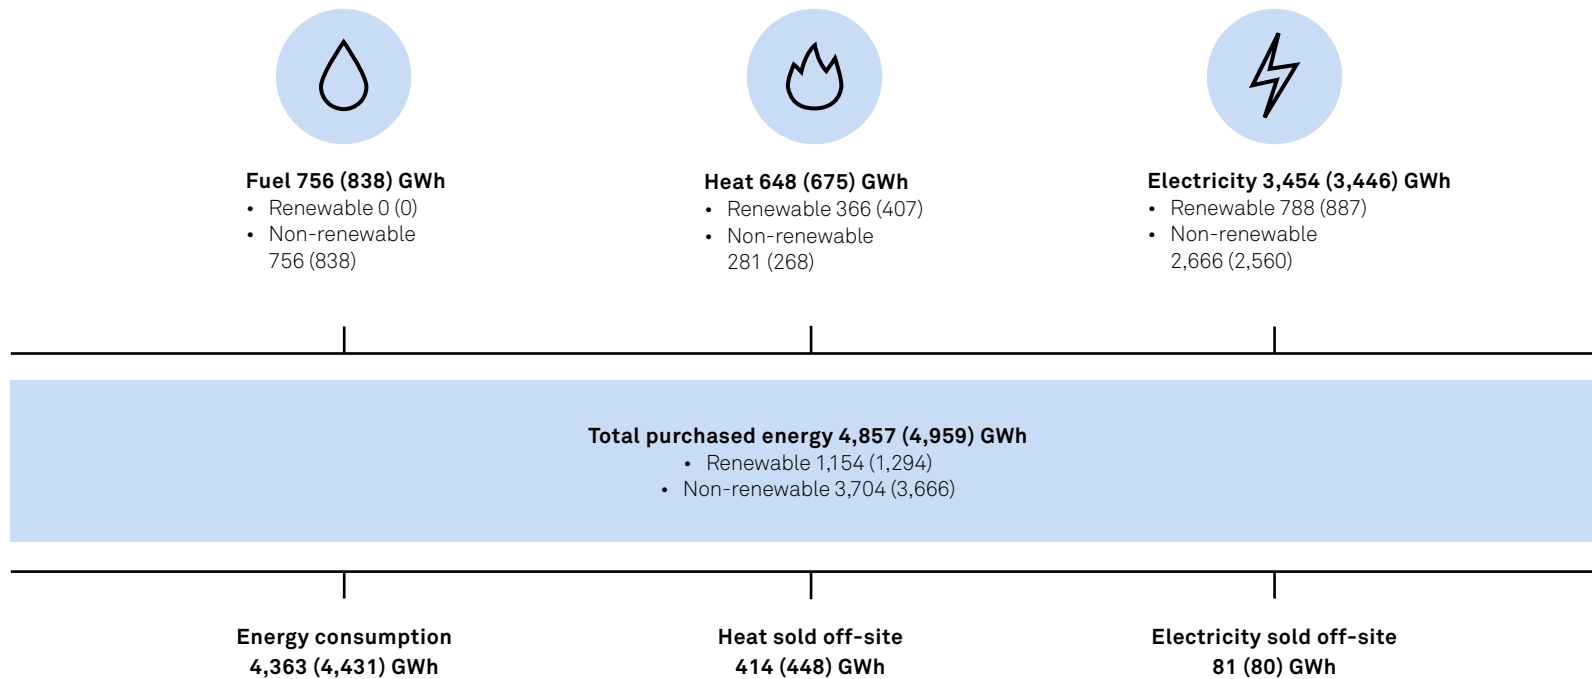 Fuel 756 (838) GWh
• Renewable 0 (0)
• Non-renewable
756 (838)
Heat 648 (675) GWh
• Renewable 366 (407)
• Non-renewable
281 (268)
Electricity 3,454 (3,446) GWh
• Renewable 788 (887)
• Non-renewable
2,666 (2,560)
Total purchased energy 4,857 (4,959) GWh
• Renewable 1,154 (1,294)
• Non-renewable 3,704 (3,666)
Energy consumption
4,363 (4,431) GWh
Heat sold off-site
414 (448) GWh
Electricity sold off-site
81 (80) GWh